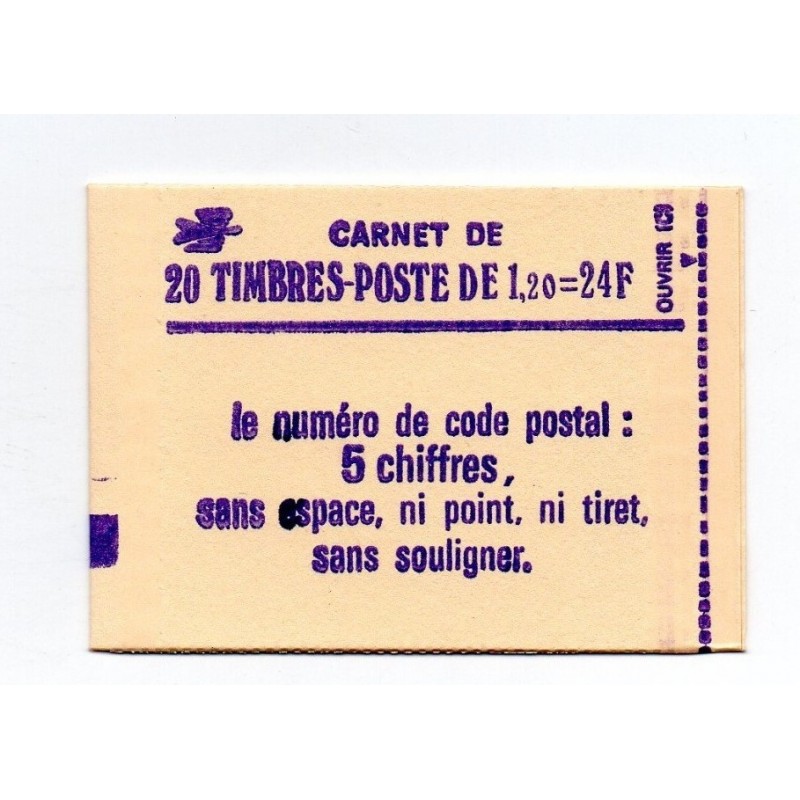 CARNET DE
20 TIMBRES-POSTE DE 1,20=24F
OUVRIR ICI
le numéro de code postal :
5 chiffres,
sans espace, ni point, ni tiret,
sans souligner.